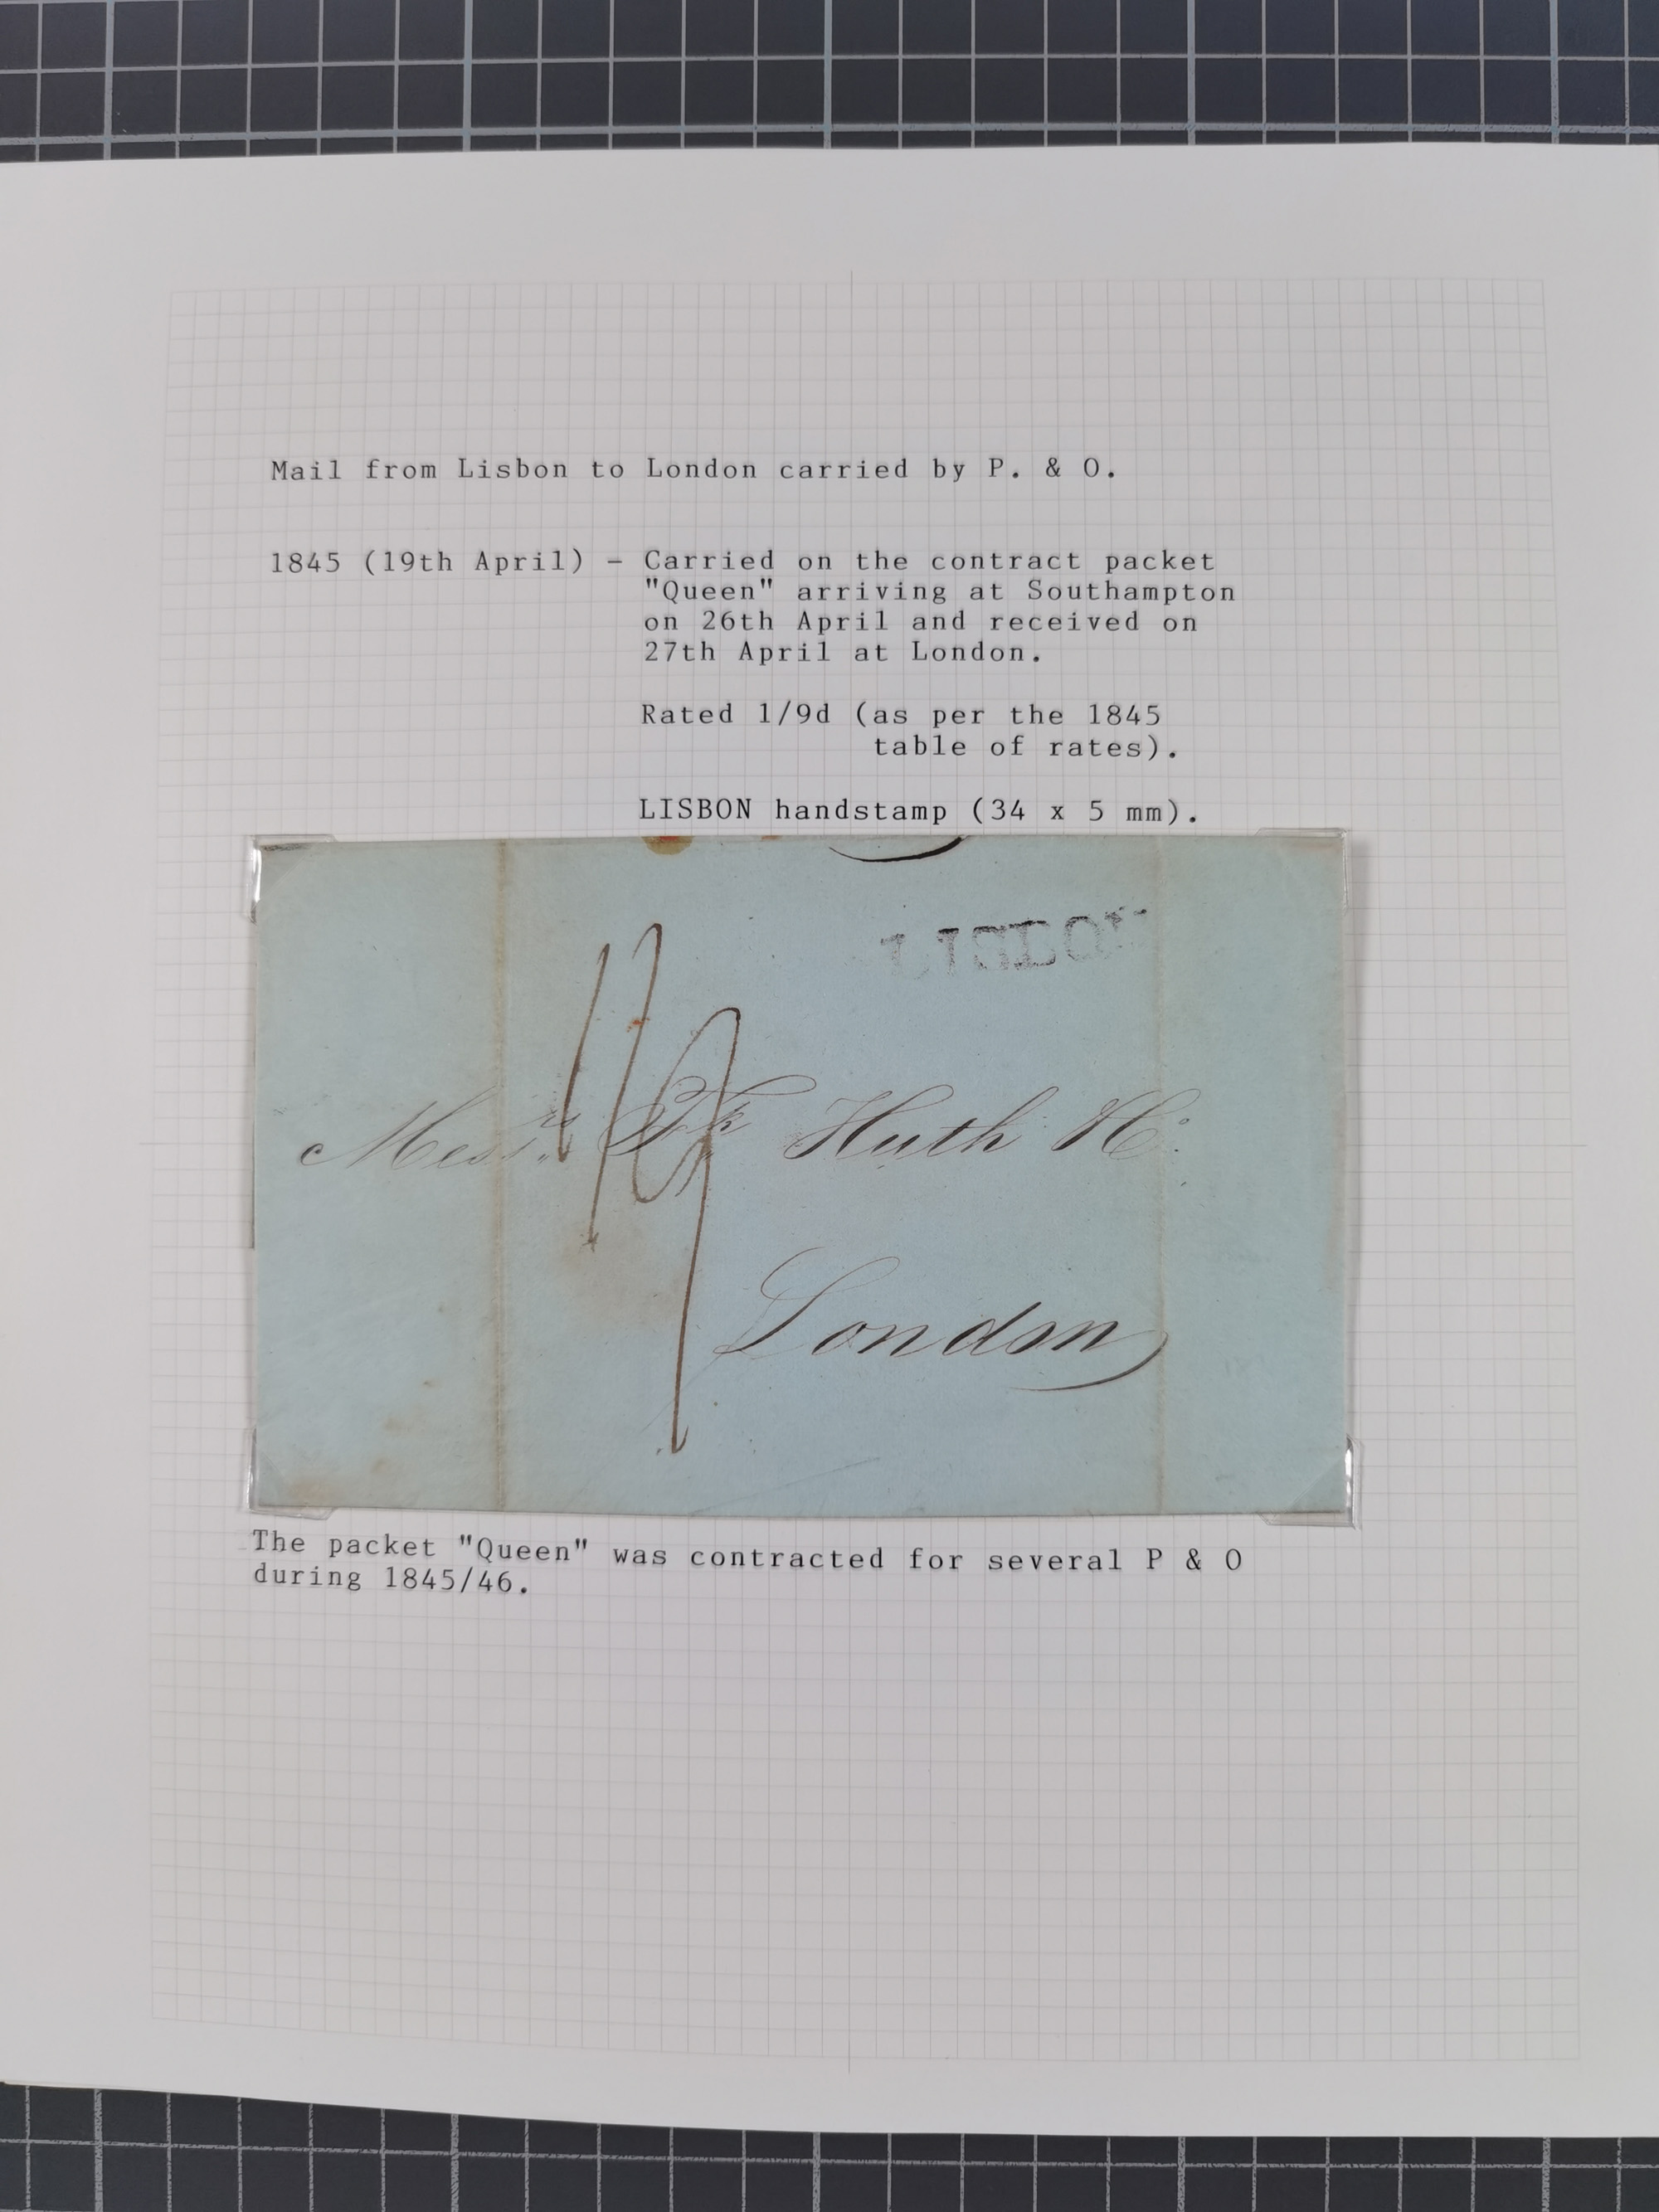 Mail from Lisbon to London carried by P. & O.
1845 (19th April) – Carried on the contract packet
"Queen" arriving at Southampton
on 26th April and received on
27th April at London.
Rated 1/9d (as per the 1845
table of rates).
LISBON handstamp (34 x 5 mm).
LISBON
1/9
Messrs. Fk Huth
London
The packet "Queen" was contracted for several P & O
during 1845/46.